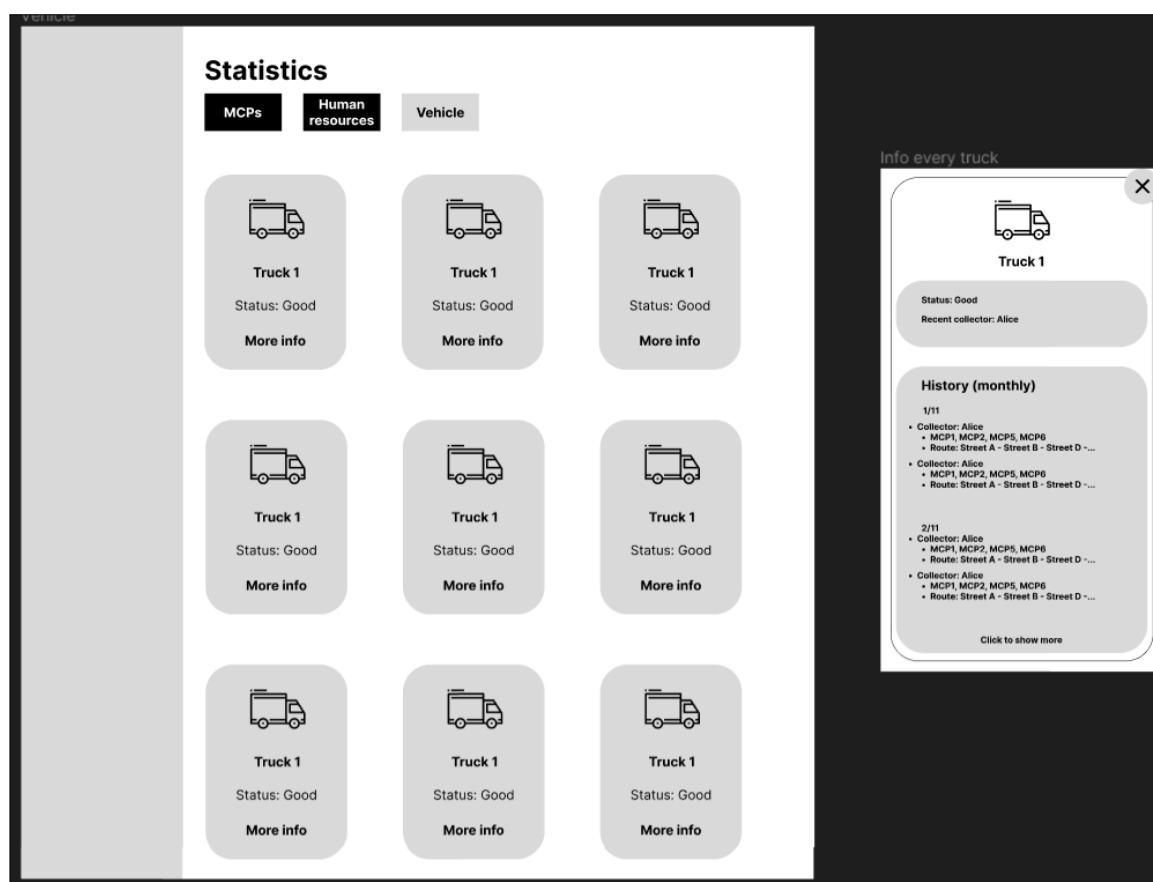 Vehicle
Statistics
MCPs
Human
resources
Vehicle
Truck 1
Status: Good
More info
Truck 1
Status: Good
More info
Truck 1
Status: Good
More info
Truck 1
Status: Good
More info
Truck 1
Status: Good
More info
Truck 1
Status: Good
More info
Truck 1
Status: Good
More info
Truck 1
Status: Good
More info
Truck 1
Status: Good
More info
Info every truck
Truck 1
Status: Good
Recent collector: Alice
History (monthly)
1/11
• Collector: Alice
• MCP1, MCP2, MCP5, MCP6
• Route: Street A - Street B - Street D -...
• Collector: Alice
• MCP1, MCP2, MCP5, MCP6
• Route: Street A - Street B - Street D -...
2/11
• Collector: Alice
• MCP1, MCP2, MCP5, MCP6
• Route: Street A - Street B - Street D -...
• Collector: Alice
• MCP1, MCP2, MCP5, MCP6
• Route: Street A - Street B - Street D -...
Click to show more